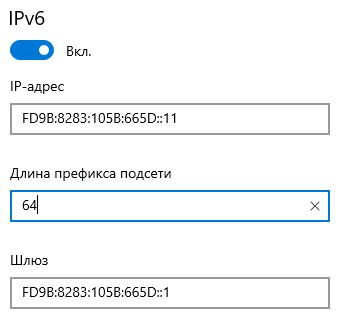 IPv6
Вкл.
IP-адрес
FD9B:8283:105B:665D::11
Длина префикса подсети
64
Шлюз
FD9B:8283:105B:665D::1